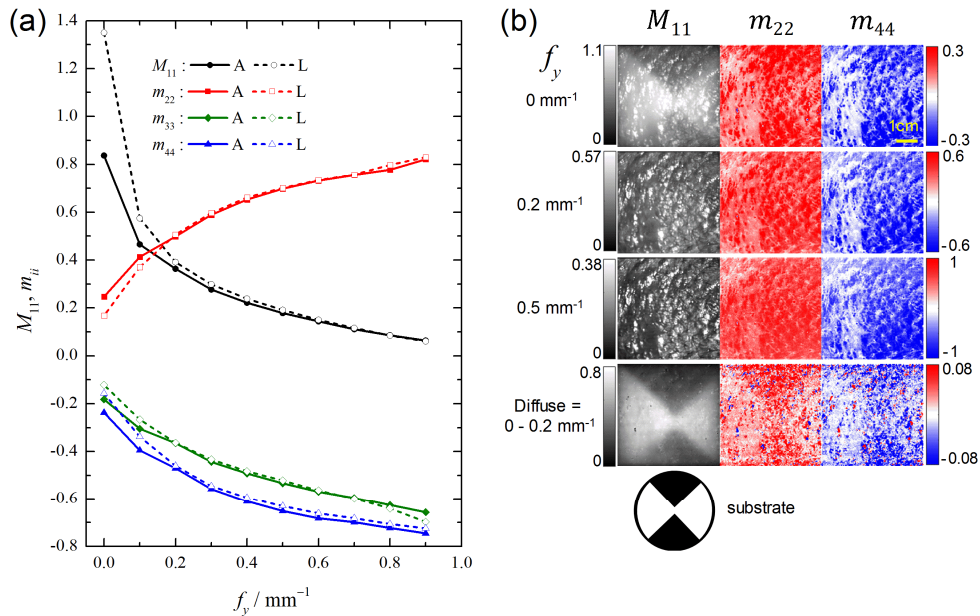 (a)
1.4
1.2
1.0
0.8
0.6
0.4
0.2
0.0
-0.2
-0.4
-0.6
-0.8
M11, mii
0.0 0.2 0.4 0.6 0.8 1.0
fy / mm−1
M11 : A L
m22 : A L
m33 : A L
m44 : A L
(b)
M11 m22 m44
fy
0 mm-1
1.1
0
1cm
0.3
- 0.3
0.2 mm-1
0.57
0
0.6
- 0.6
0.5 mm-1
0.38
0
1
- 1
Diffuse =
0 - 0.2 mm-1
0.8
0
0.08
-0.08
substrate